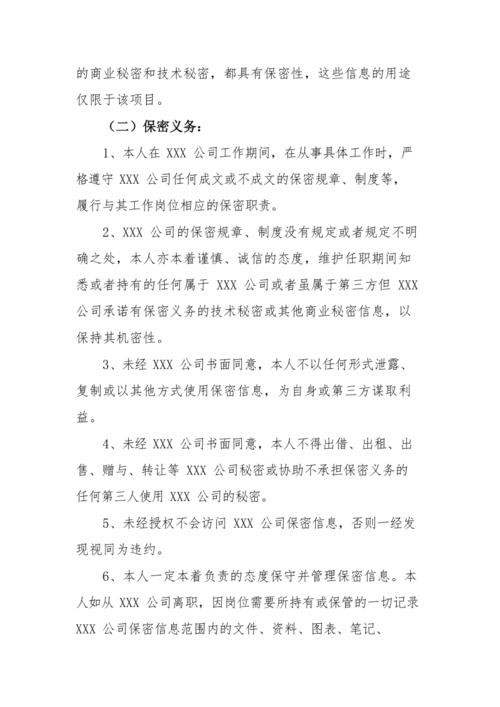 的商业秘密和技术秘密，都具有保密性，这些信息的用途
仅限于该项目。
（二）保密义务：
1、本人在 XXX 公司工作期间，在从事具体工作时，严
格遵守 XXX 公司任何成文或不成文的保密规章、制度等，
履行与其工作岗位相应的保密职责。
2、XXX 公司的保密规章、制度没有规定或者规定不明
确之处，本人亦本着谨慎、诚信的态度，维护任职期间知
悉或者持有的任何属于 XXX 公司或者虽属于第三方但 XXX
公司承诺有保密义务的技术秘密或其他商业秘密信息，以
保持其机密性。
3、未经 XXX 公司书面同意，本人不以任何形式泄露、
复制或以其他方式使用保密信息，为自身或第三方谋取利
益。
4、未经 XXX 公司书面同意，本人不得出借、出租、出
售、赠与、转让等 XXX 公司秘密或协助不承担保密义务的
任何第三人使用 XXX 公司的秘密。
5、未经授权不会访问 XXX 公司保密信息，否则一经发
现视同为违约。
6、本人一定本着负责的态度保守并管理保密信息。本
人如从 XXX 公司离职，因岗位需要所持有或保管的一切记录
XXX 公司保密信息范围内的文件、资料、图表、笔记、